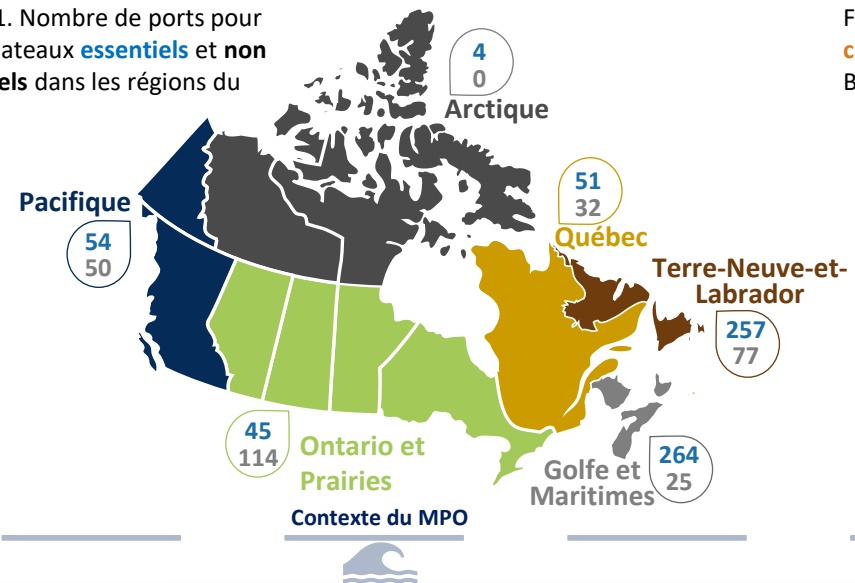 1. Nombre de ports pour
ateaux essentiels et non
els dans les régions du
F
c
B
4
0
Arctique
Pacifique
54
50
51
32
Québec
Terre-Neuve-et-
Labrador
257
77
45
114
Ontario et
Prairies
Golfe et
Maritimes
264
25
Contexte du MPO